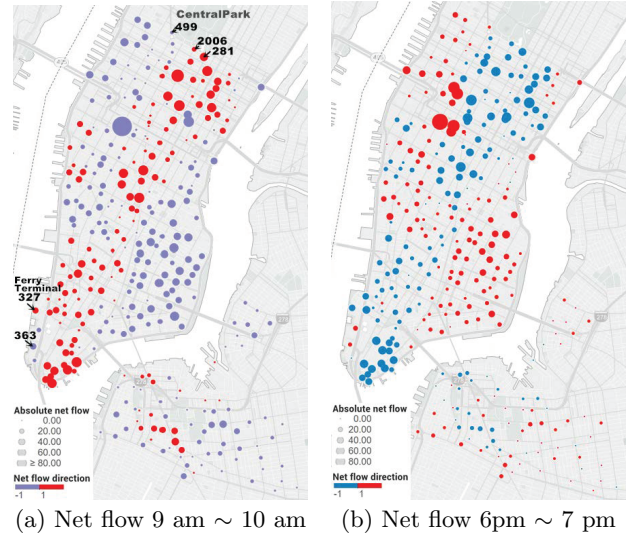 CentralPark
499
2006
281
Ferry
Terminal
327
363
Absolute net flow
0.00
20.00
40.00
60.00
≥ 80.00
Net flow direction
-1 1
(a) Net flow 9 am ~ 10 am
Absolute net flow
0.00
20.00
40.00
60.00
≥ 80.00
Net flow direction
-1 1
(b) Net flow 6pm ~ 7 pm